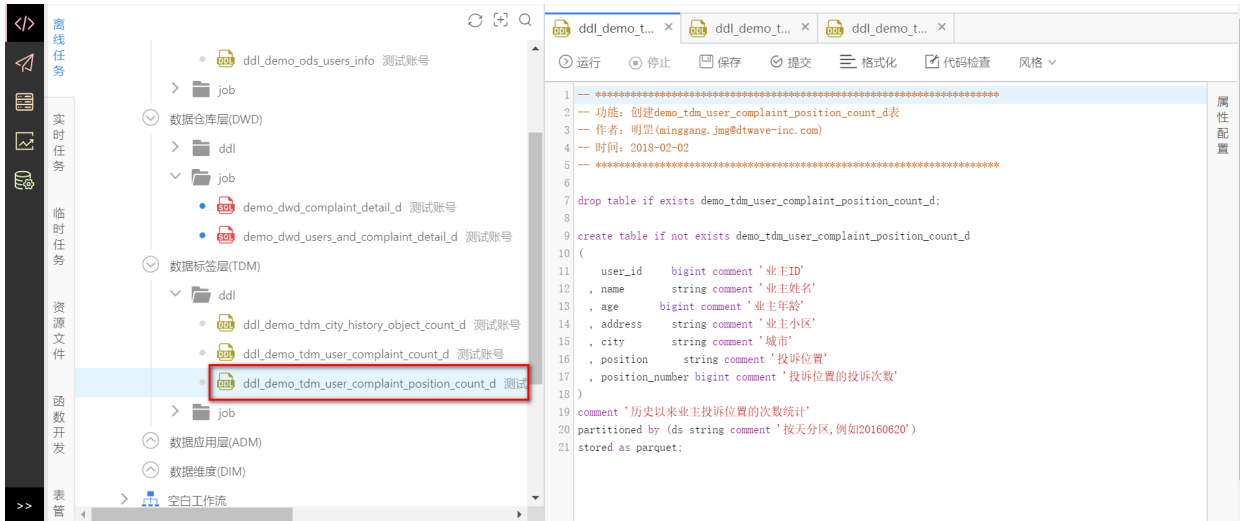 </>
离线任务
实时任务
临时任务
资源文件
函数开发
表管
>>
DDL ddl_demo_ods_users_info 测试账号
job
数据仓库层(DWD)
ddl
job
SQL demo_dwd_complaint_detail_d 测试账号
SQL demo_dwd_users_and_complaint_detail_d 测试账号
数据标签层(TDM)
ddl
DDL ddl_demo_tdm_city_history_object_count_d 测试账号
DDL ddl_demo_tdm_user_complaint_count_d 测试账号
DDL ddl_demo_tdm_user_complaint_position_count_d 测试
job
数据应用层(ADM)
数据维度(DIM)
空白工作流
DDL ddl_demo_t... × DDL ddl_demo_t... × DDL ddl_demo_t... ×
运行 停止 保存 提交 格式化 代码检查 风格
1 -- *********************************************************************
2 -- 功能: 创建demo_tdm_user_complaint_position_count_d表
3 -- 作者: 明罡(minggang.jmg@dtwave-inc.com)
4 -- 时间: 2018-02-02
5 -- *********************************************************************
6
7 drop table if exists demo_tdm_user_complaint_position_count_d;
8
9 create table if not exists demo_tdm_user_complaint_position_count_d
10 (
11 user_id bigint comment '业主ID'
12 , name string comment '业主姓名'
13 , age bigint comment '业主年龄'
14 , address string comment '业主小区'
15 , city string comment '城市'
16 , position string comment '投诉位置'
17 , position_number bigint comment '投诉位置的投诉次数'
18 )
19 comment '历史以来业主投诉位置的次数统计'
20 partitioned by (ds string comment '按天分区,例如20160620')
21 stored as parquet;
属性配置